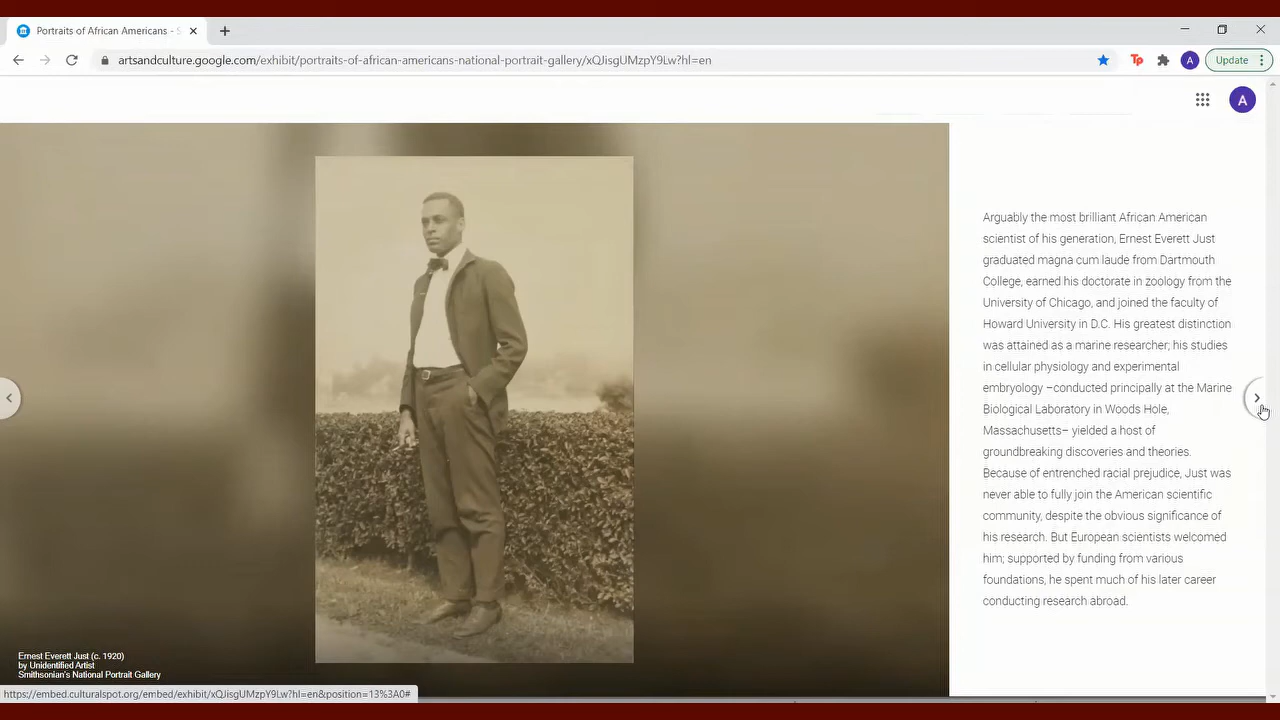 Portraits of African Americans - S
artsandculture.google.com/exhibit/portraits-of-african-americans-national-portrait-gallery/xQJisgUMzpY9Lw?hl=en
Tp
A
Update
A
Arguably the most brilliant African American
scientist of his generation, Ernest Everett Just
graduated magna cum laude from Dartmouth
College, earned his doctorate in zoology from the
University of Chicago, and joined the faculty of
Howard University in D.C. His greatest distinction
was attained as a marine researcher; his studies
in cellular physiology and experimental
embryology –conducted principally at the Marine
Biological Laboratory in Woods Hole,
Massachusetts– yielded a host of
groundbreaking discoveries and theories.
Because of entrenched racial prejudice, Just was
never able to fully join the American scientific
community, despite the obvious significance of
his research. But European scientists welcomed
him; supported by funding from various
foundations, he spent much of his later career
conducting research abroad.
Ernest Everett Just (c. 1920)
by Unidentified Artist
Smithsonian's National Portrait Gallery
https://embed.culturalspot.org/embed/exhibit/xQJisgUMzpY9Lw?hl=en&position=13%3A0#